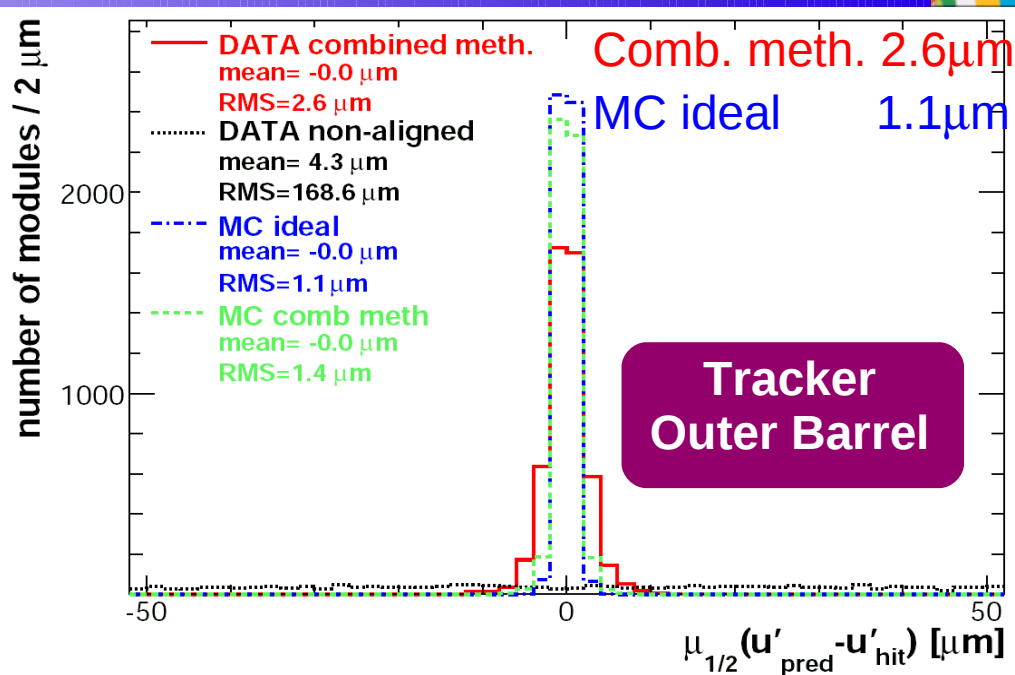 DATA combined meth.
mean= -0.0 μm
RMS=2.6 μm
DATA non-aligned
mean= 4.3 μm
RMS=168.6 μm
MC ideal
mean= -0.0 μm
RMS=1.1 μm
MC comb meth
mean= -0.0 μm
RMS=1.4 μm
Comb. meth. 2.6μm
MC ideal 1.1μm
Tracker
Outer Barrel
number of modules / 2 μm
2000
1000
-50 0 50
μ1/2(u'pred-u'hit) [μm]